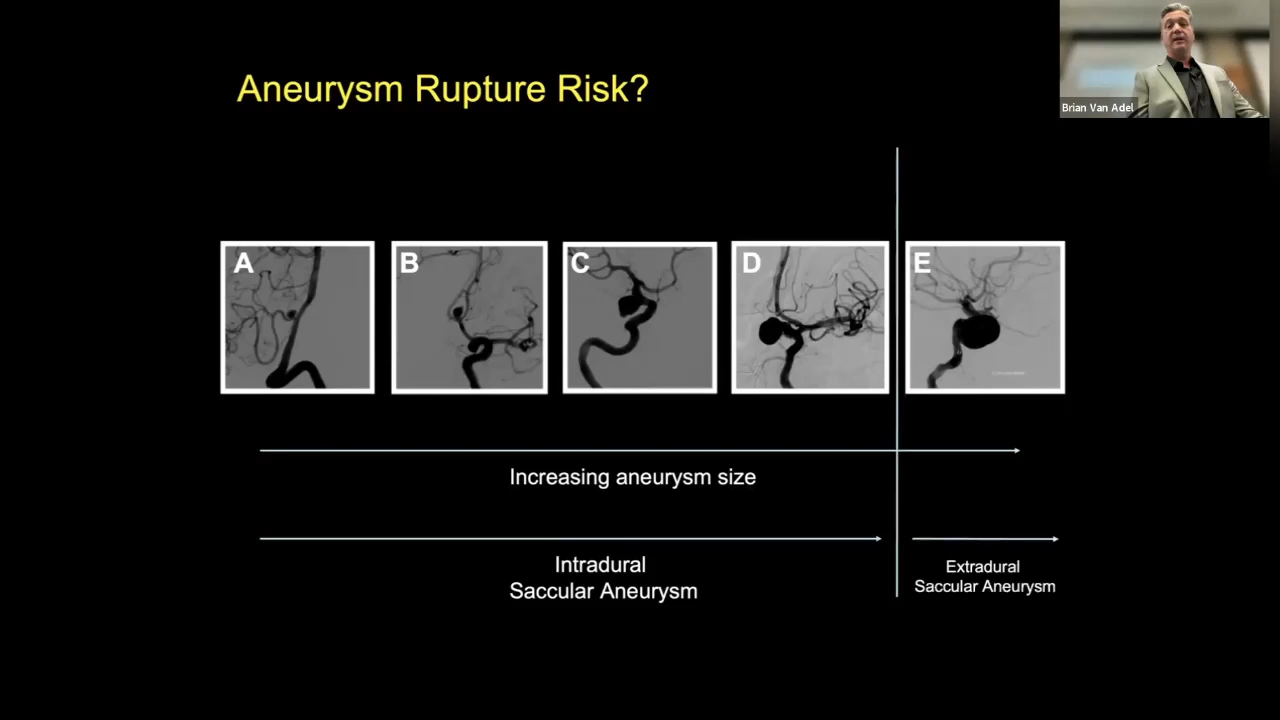 Aneurysm Rupture Risk?
Brian Van Adel
A
B
C
D
E
Increasing aneurysm size
Intradural
Saccular Aneurysm
Extradural
Saccular Aneurysm